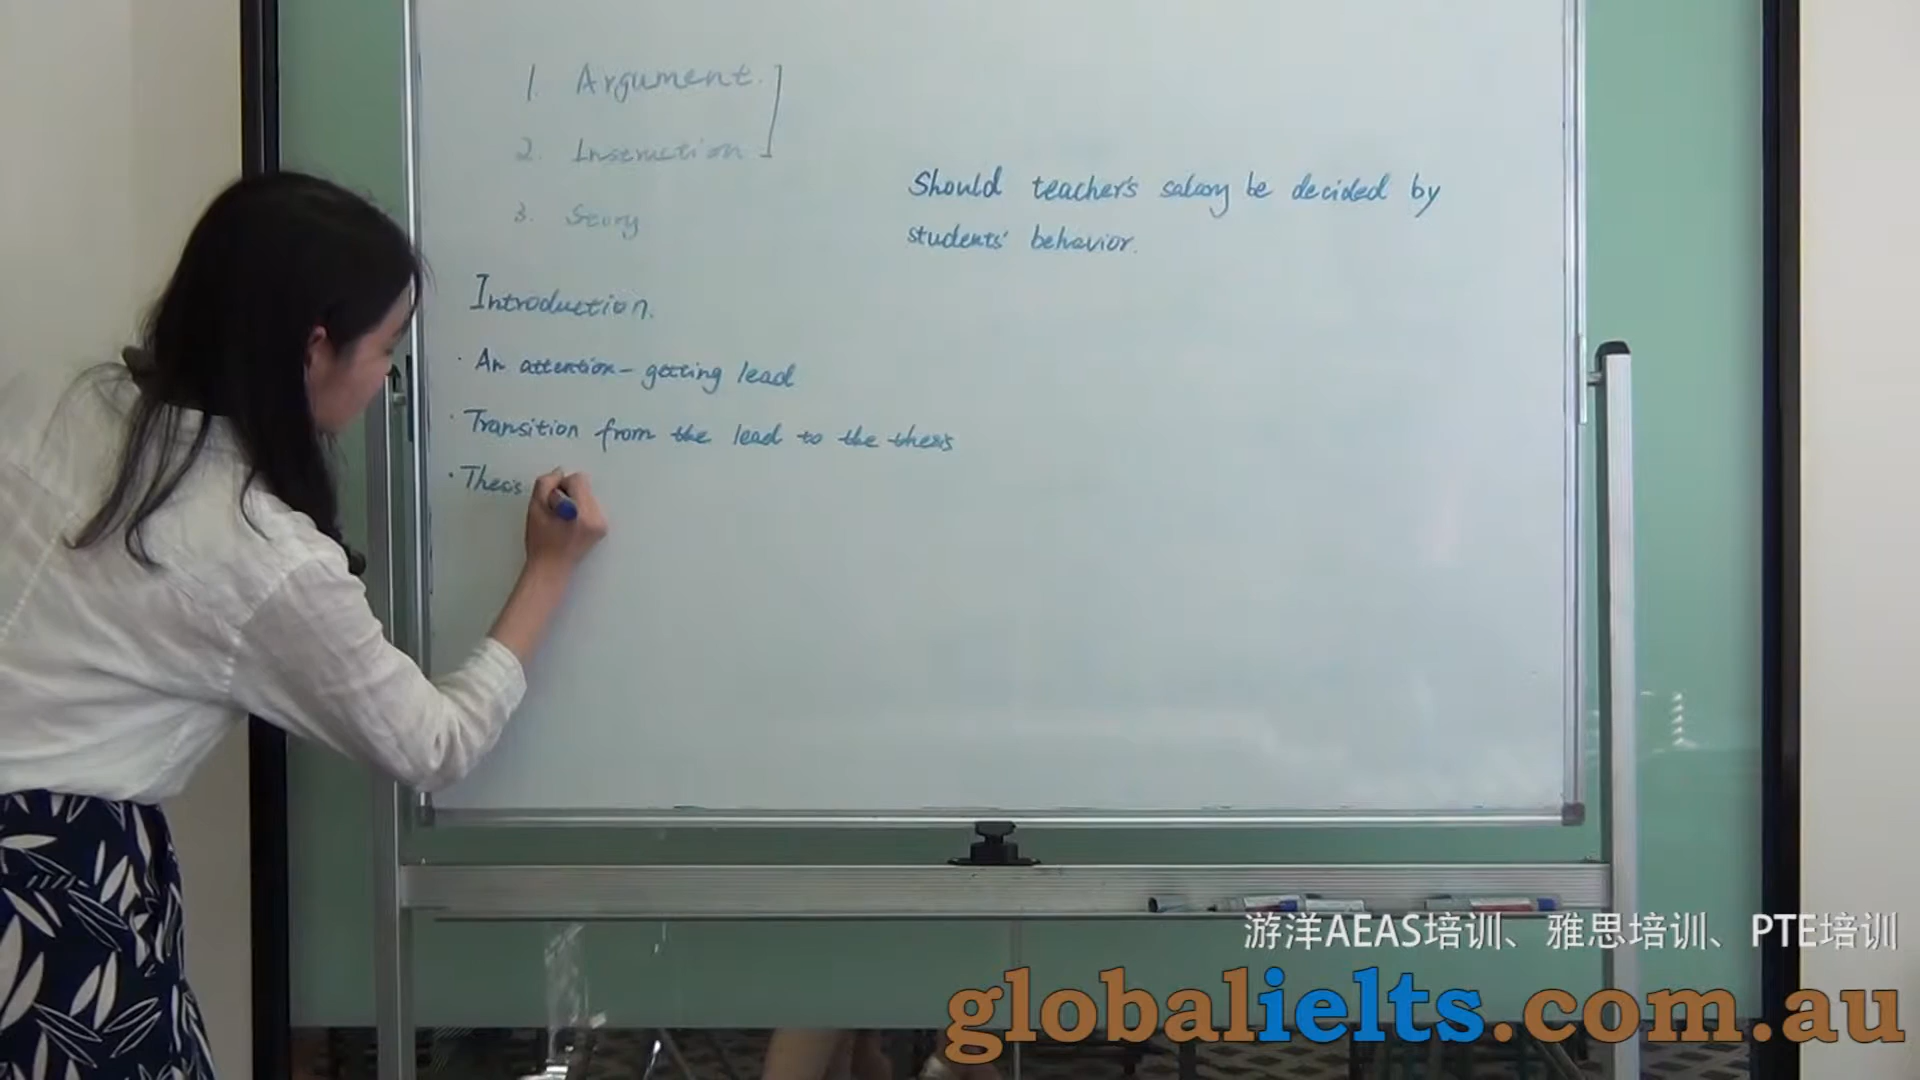 1. Argument.
2. Instruction
3. Story
Should teacher's salary be decided by
students' behavior.
Introduction.
· An attention-getting lead
· Transition from the lead to the thesis
· Thesis
游洋AEAS培训、雅思培训、PTE培训
globalielts.com.au